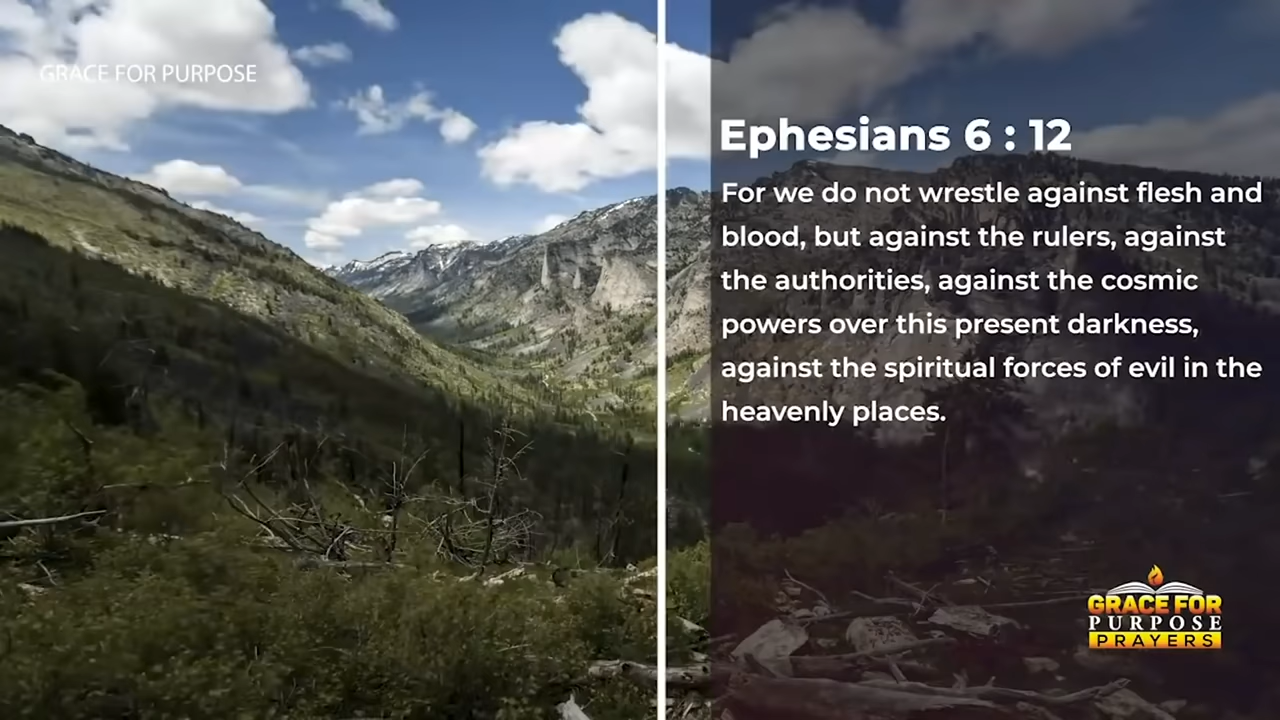 GRACE FOR PURPOSE
Ephesians 6 : 12
For we do not wrestle against flesh and
blood, but against the rulers, against
the authorities, against the cosmic
powers over this present darkness,
against the spiritual forces of evil in the
heavenly places.
GRACE FOR
PURPOSE
PRAYERS